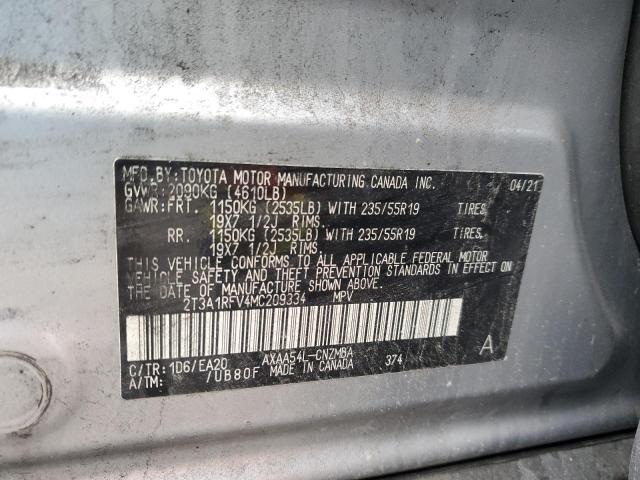 MFD.BY:TOYOTA MOTOR MANUFACTURING CANADA INC. 04/21
GVWR:2090KG (4610LB)
GAWR:FRT. 1150KG (2535LB) WITH 235/55R19 TIRES,
19X7 1/2J RIMS.
RR. 1150KG (2535LB) WITH 235/55R19 TIRES,
19X7 1/2J RIMS.
THIS VEHICLE CONFORMS TO ALL APPLICABLE FEDERAL MOTOR
VEHICLE SAFETY AND THEFT PREVENTION STANDARDS IN EFFECT ON
THE DATE OF MANUFACTURE SHOWN ABOVE.
2T3A1RFV4MC209334 MPV
C/TR:1D6/EA20 AXAA54L-CNZMBA 374 A
A/TM: /UB80F MADE IN CANADA